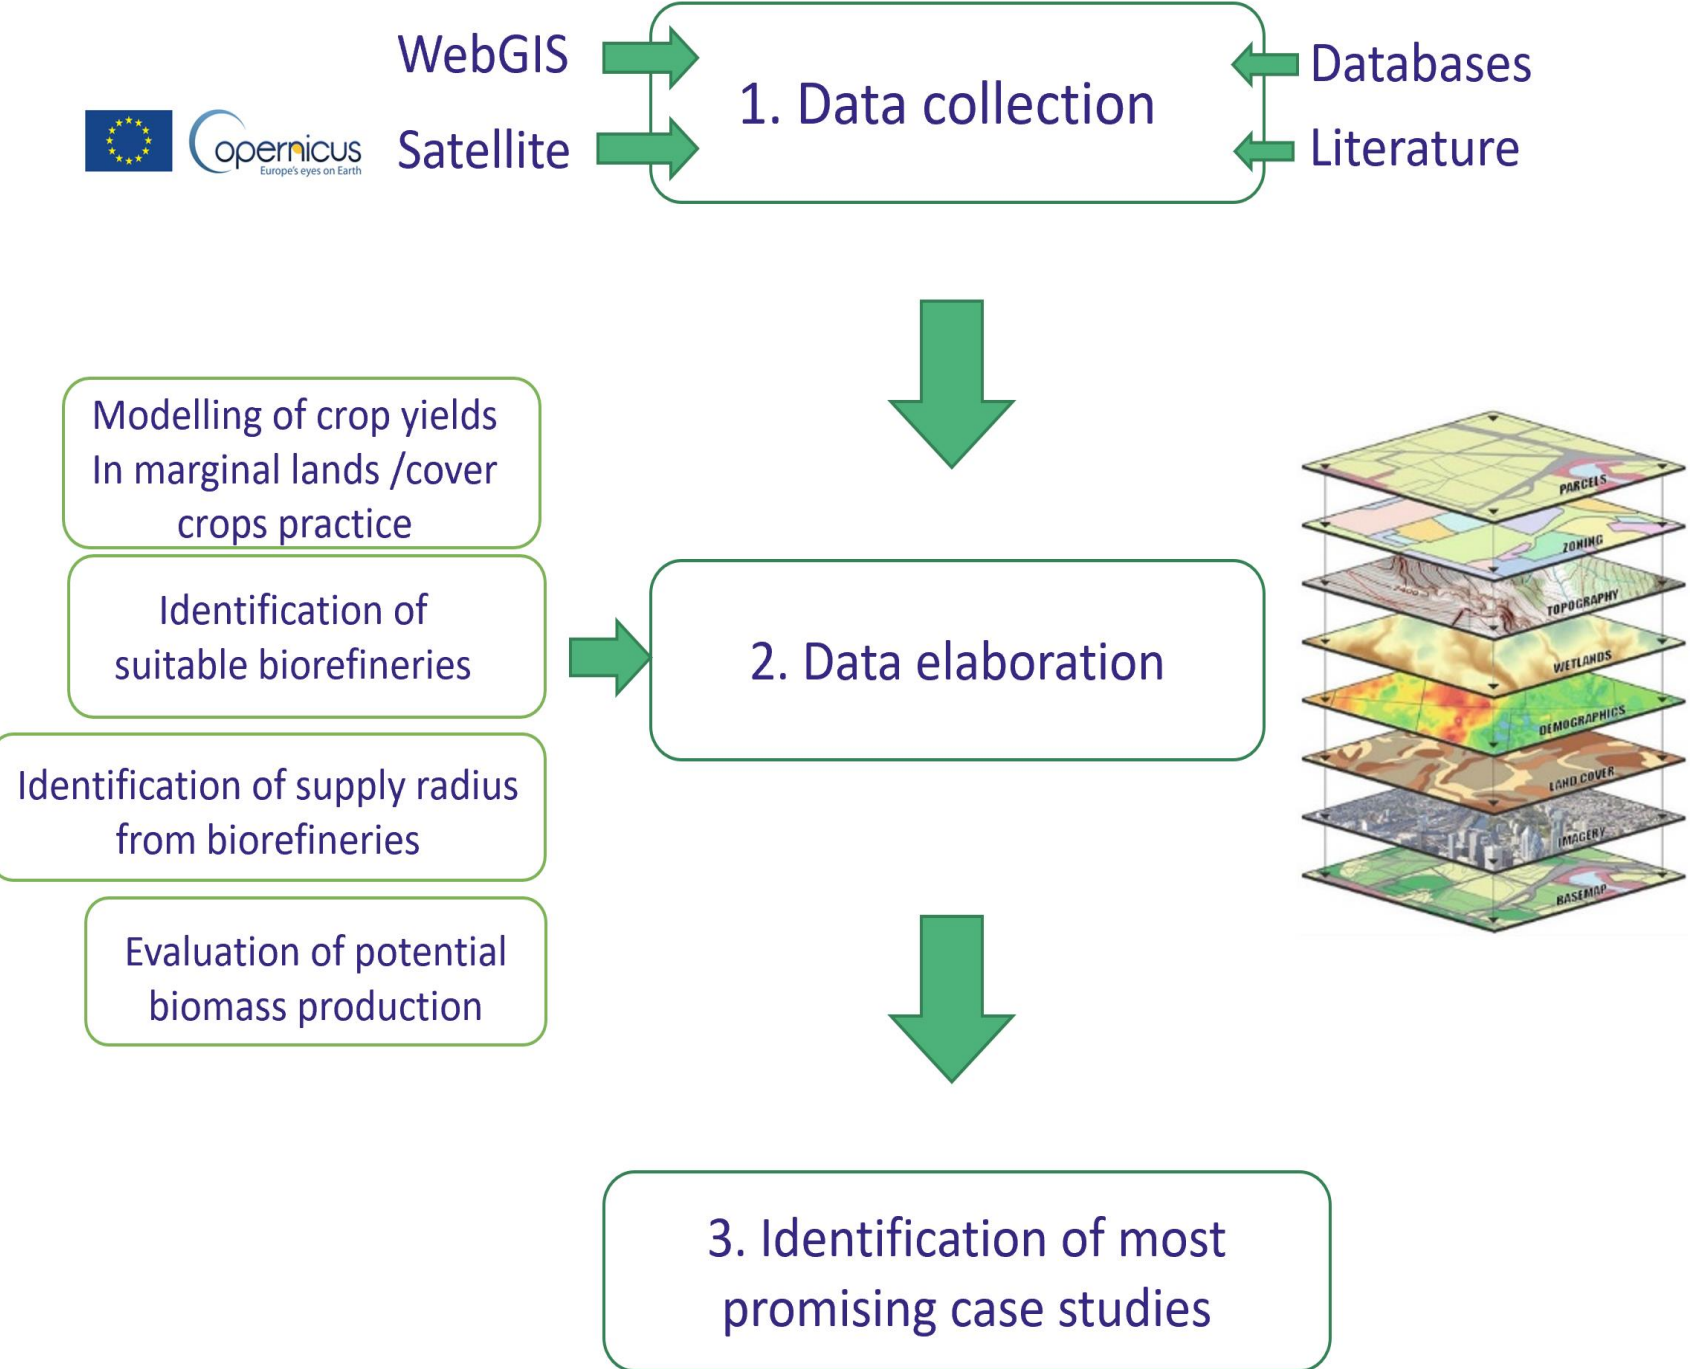 WebGIS
Databases
1. Data collection
Copernicus
Europe's eyes on Earth
Satellite
Literature
Modelling of crop yields
In marginal lands /cover
crops practice
Identification of
suitable biorefineries
2. Data elaboration
Identification of supply radius
from biorefineries
Evaluation of potential
biomass production
PARCELS
ZONING
7400
TOPOGRAPHY
WETLANDS
DEMOGRAPHICS
LAND COVER
IMAGERY
BASEMAP
3. Identification of most
promising case studies